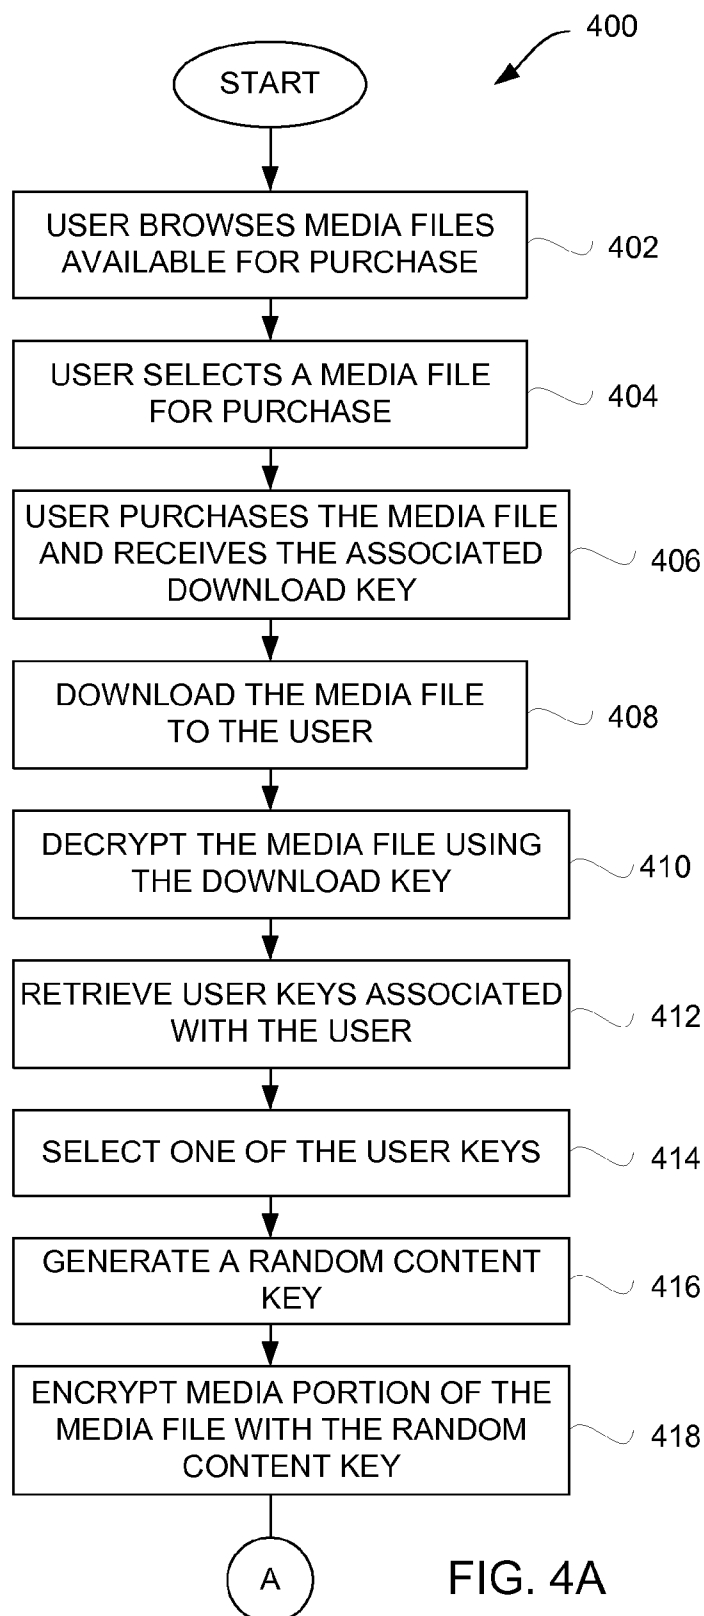 400
START
USER BROWSES MEDIA FILES
AVAILABLE FOR PURCHASE
402
USER SELECTS A MEDIA FILE
FOR PURCHASE
404
USER PURCHASES THE MEDIA FILE
AND RECEIVES THE ASSOCIATED
DOWNLOAD KEY
406
DOWNLOAD THE MEDIA FILE
TO THE USER
408
DECRYPT THE MEDIA FILE USING
THE DOWNLOAD KEY
410
RETRIEVE USER KEYS ASSOCIATED
WITH THE USER
412
SELECT ONE OF THE USER KEYS
414
GENERATE A RANDOM CONTENT
KEY
416
ENCRYPT MEDIA PORTION OF THE
MEDIA FILE WITH THE RANDOM
CONTENT KEY
418
A
FIG. 4A